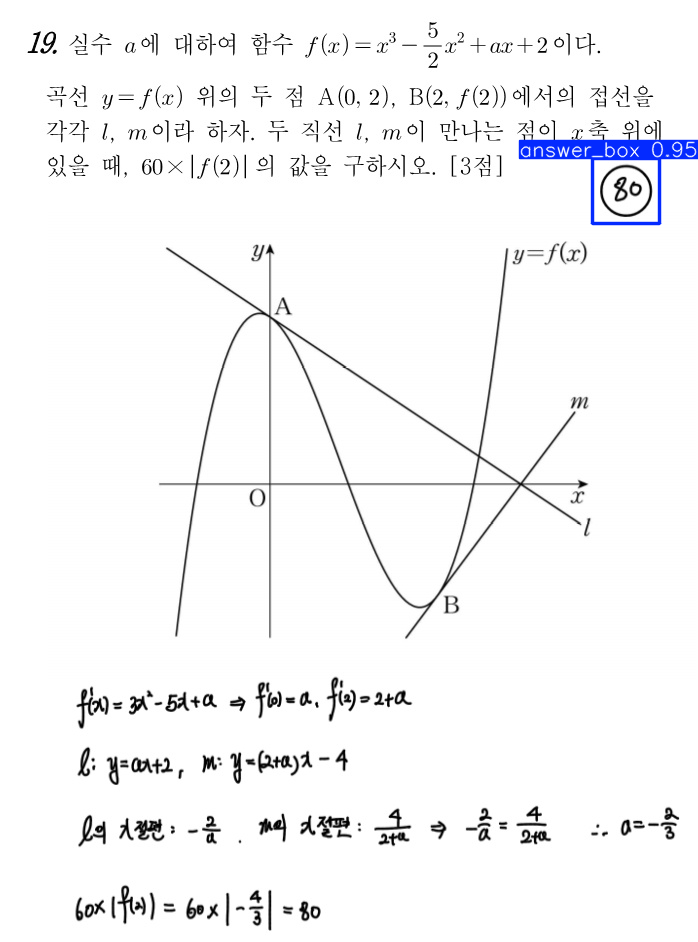 19. 실수 a에 대하여 함수 f(x)=x³-5/2x²+ax+2이다.
곡선 y=f(x) 위의 두 점 A(0, 2), B(2, f(2))에서의 접선을
각각 l, m이라 하자. 두 직선 l, m이 만나는 점이 x축 위에
있을 때, 60×|f(2)|의 값을 구하시오. [3점]
answer_box 0.95
80
y
y=f(x)
A
m
O
x
l
B
f'(x)=3x²-5x+a ⇒ f'(0)=a, f'(2)=2+a
l: y=ax+2, m: y=(2+a)x-4
l의 x절편: -2/a, m의 x절편: 4/(2+a) ⇒ -2/a=4/(2+a) ∴ a=-2/3
60×|f(2)|=60×|-4/3|=80